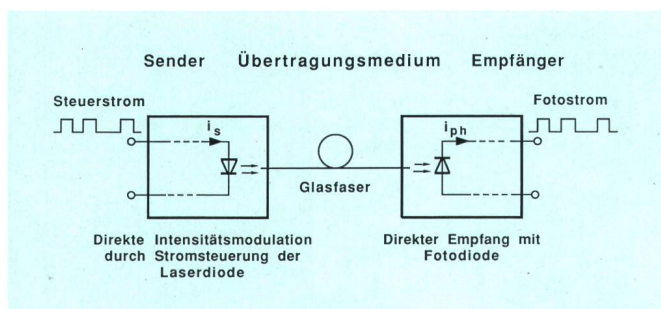 Sender Übertragungsmedium Empfänger
Steuerstrom
Fotostrom
is
iph
Glasfaser
Direkte Intensitätsmodulation
durch Stromsteuerung der
Laserdiode
Direkter Empfang mit
Fotodiode